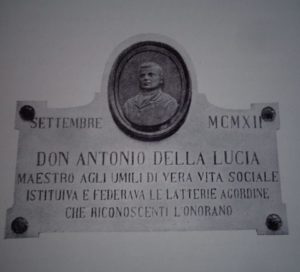 SETTEMBRE MCMXII
DON ANTONIO DELLA LUCIA
MAESTRO AGLI UMILI DI VERA VITA SOCIALE
ISTITUIVA E FEDERAVA LE LATTERIE AGORDINE
CHE RICONOSCENTI L'ONORANO